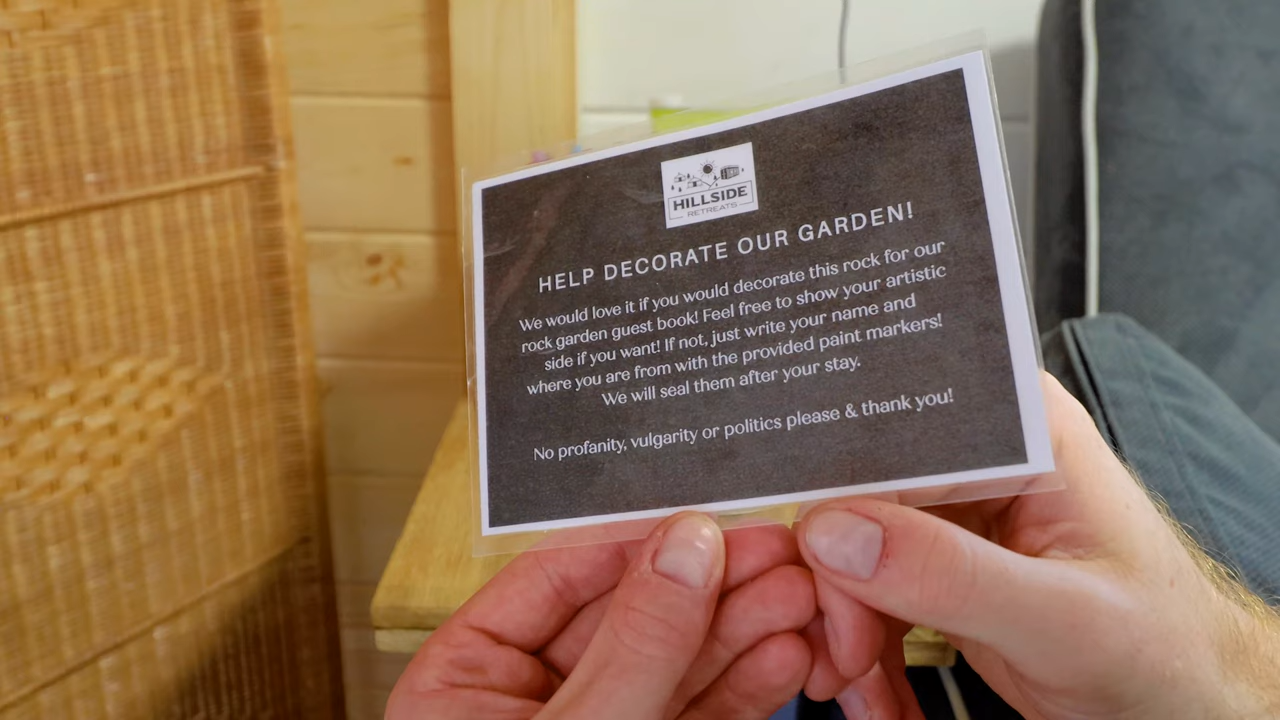 HILLSIDE
RETREATS
HELP DECORATE OUR GARDEN!
We would love it if you would decorate this rock for our
rock garden guest book! Feel free to show your artistic
side if you want! If not, just write your name and
where you are from with the provided paint markers!
We will seal them after your stay.
No profanity, vulgarity or politics please & thank you!